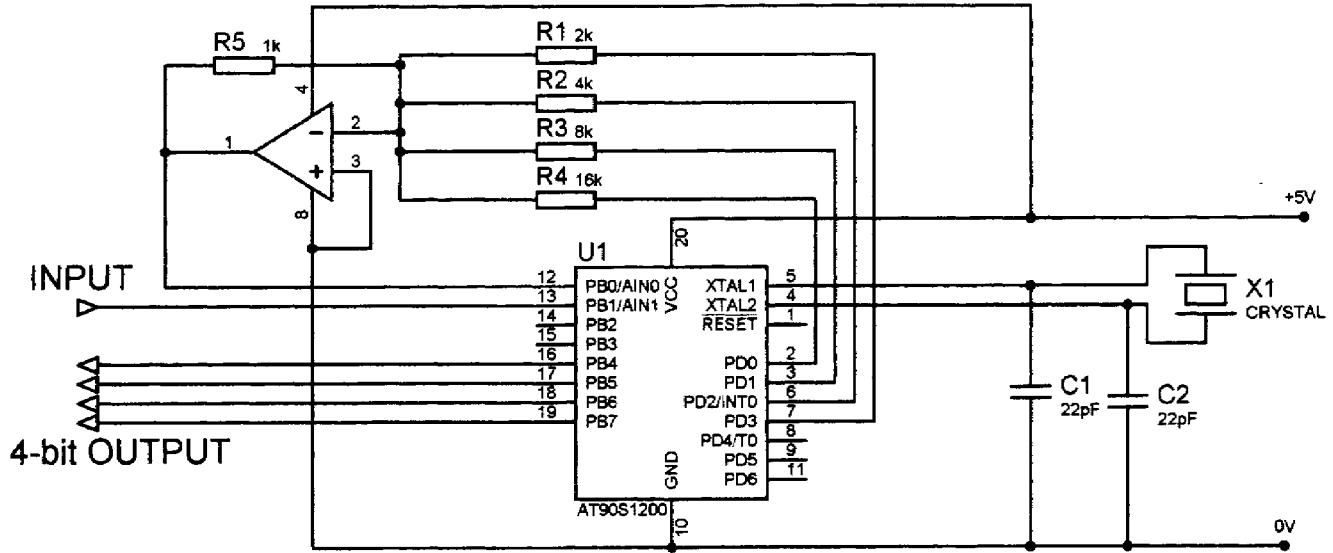 R5 1k
R1 2k
R2 4k
R3 8k
R4 16k
4
2
1
-
3
+
8
+5V
20
U1
INPUT
12 PB0/AIN0 VCC XTAL1 5
13 PB1/AIN1 XTAL2 4
14 PB2 RESET 1
15 PB3
16 PB4 PD0 2
17 PB5 PD1 3
18 PB6 PD2/INT0 6
19 PB7 PD3 7
PD4/T0 8
PD5 9
GND PD6 11
4-bit OUTPUT
AT90S1200
10
X1
CRYSTAL
C1
22pF
C2
22pF
0V